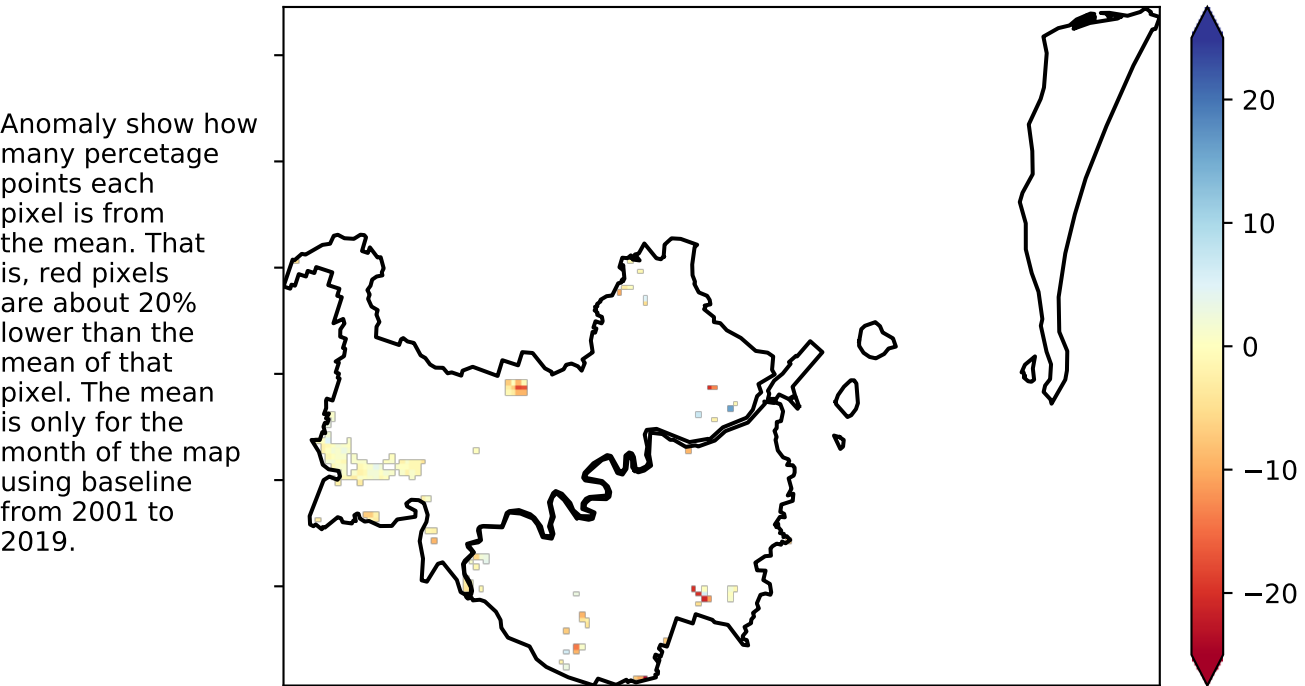 Anomaly show how
many percetage
points each
pixel is from
the mean. That
is, red pixels
are about 20%
lower than the
mean of that
pixel. The mean
is only for the
month of the map
using baseline
from 2001 to
2019.
20
10
0
−10
−20